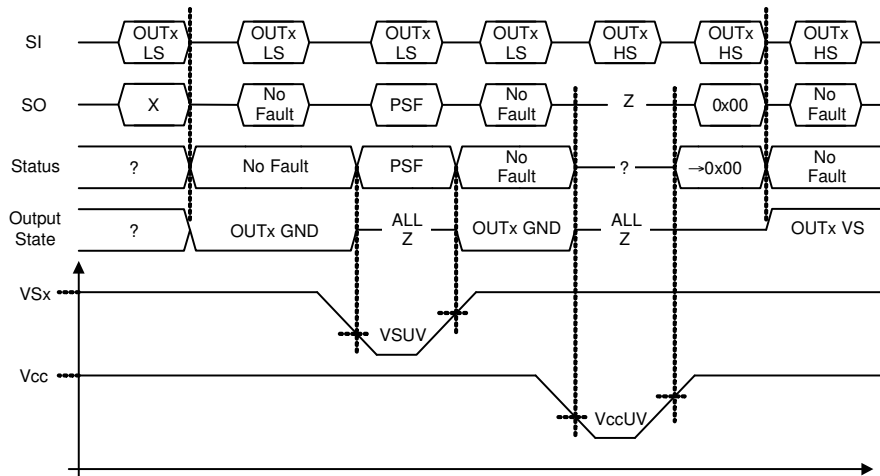 SI
OUTx
LS
OUTx
LS
OUTx
LS
OUTx
LS
OUTx
HS
OUTx
HS
OUTx
HS
SO
X
No
Fault
PSF
No
Fault
Z
0x00
No
Fault
Status
?
No Fault
PSF
No
Fault
?
→0x00
No
Fault
Output
State
?
OUTx GND
ALL
Z
OUTx GND
ALL
Z
OUTx VS
VSx
VSUV
Vcc
VccUV